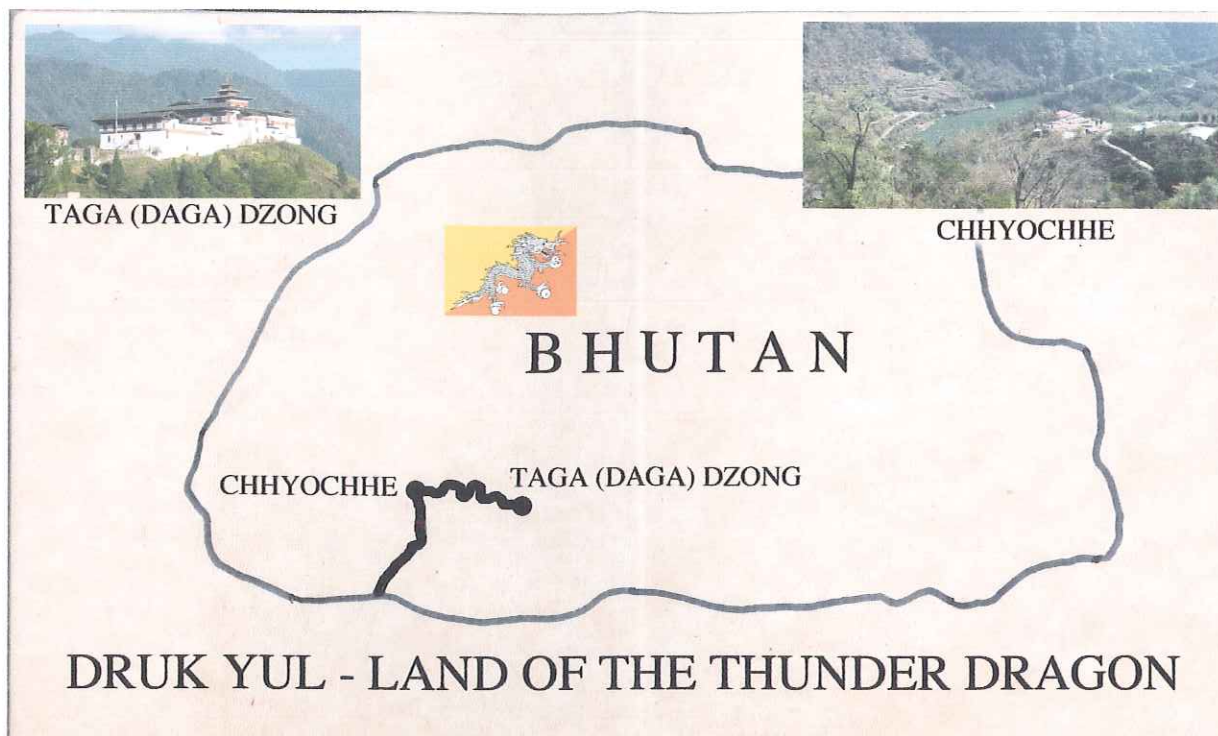 TAGA (DAGA) DZONG
CHHYOCHHE
BHUTAN
CHHYOCHHE
TAGA (DAGA) DZONG
DRUK YUL - LAND OF THE THUNDER DRAGON